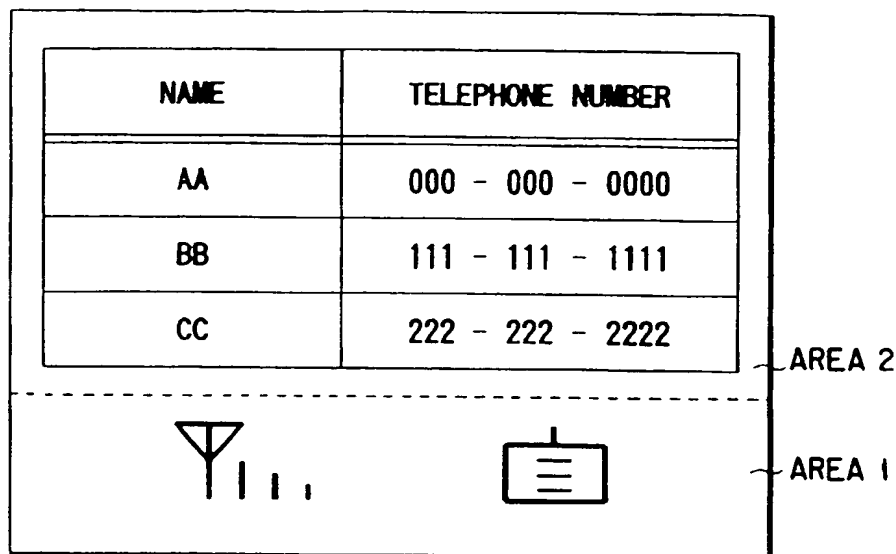 NAME TELEPHONE NUMBER
AA 000 - 000 - 0000
BB 111 - 111 - 1111
CC 222 - 222 - 2222
AREA 2
AREA 1